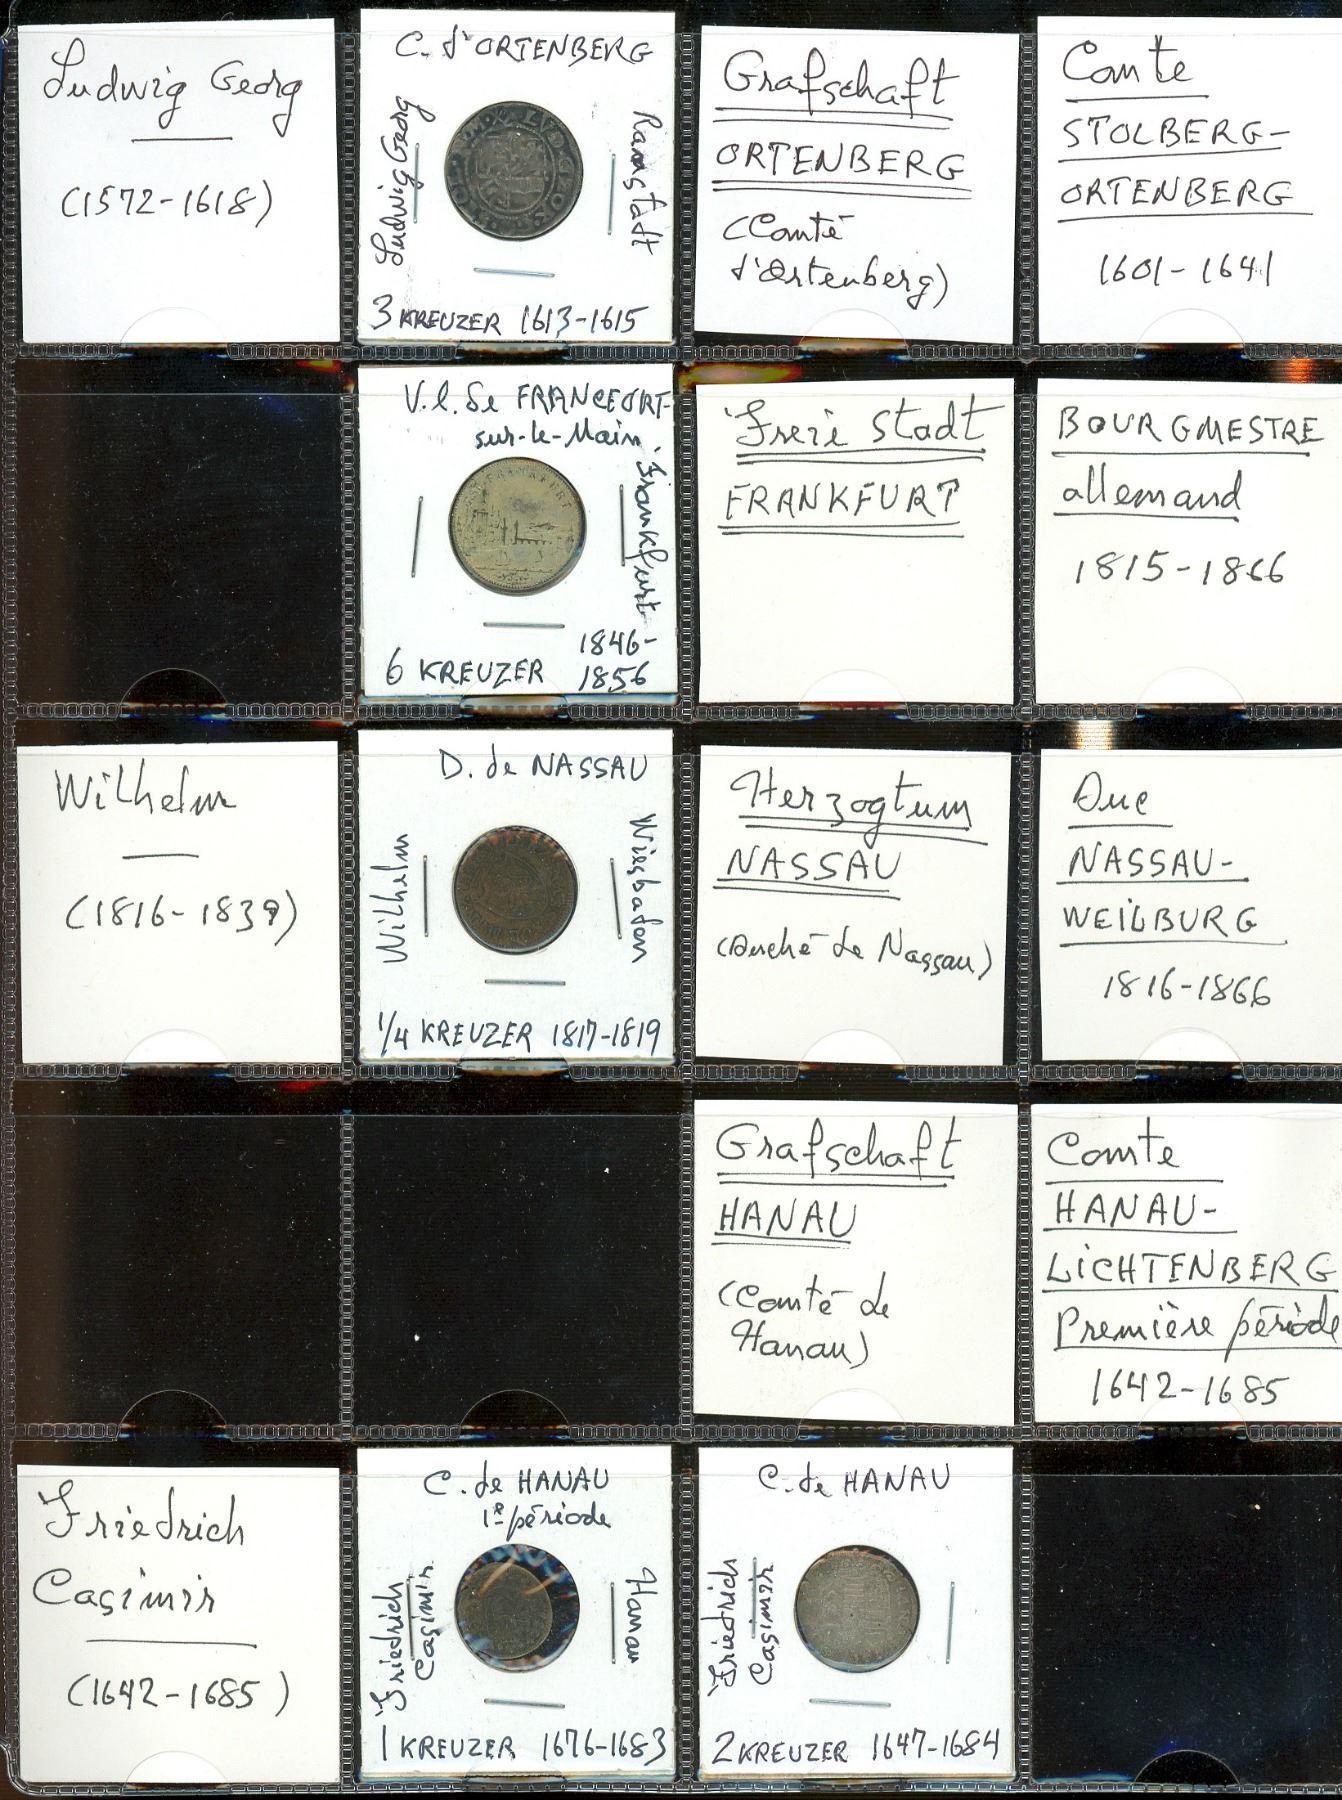 Ludwig Georg
(1572-1618)
C. d'ORTENBERG
Ludwig Georg
Ranstadt
3 KREUZER 1613-1615
Grafschaft
ORTENBERG
(Comté
d'Ortenberg)
Comte
STOLBERG-
ORTENBERG
1601-1641
V.l. de FRANCFORT-
sur-le-Main
FRANKFURT
Frankfurt
1846-
6 KREUZER 1856
Freie Stadt
FRANKFURT
BOURGMESTRE
allemand
1815-1866
Wilhelm
(1816-1839)
D. de NASSAU
Wilhelm
Wiesbaden
1/4 KREUZER 1817-1819
Herzogtum
NASSAU
(Duché de Nassau)
Duc
NASSAU-
WEILBURG
1816-1866
Grafschaft
HANAU
(Comté de
Hanau)
Comte
HANAU-
LICHTENBERG
Première période
1642-1685
Friedrich
Casimir
(1642-1685)
C. de HANAU
1e période
Friedrich
Casimir
Hanau
1 KREUZER 1676-1683
C. de HANAU
Friedrich
Casimir
2 KREUZER 1647-1684